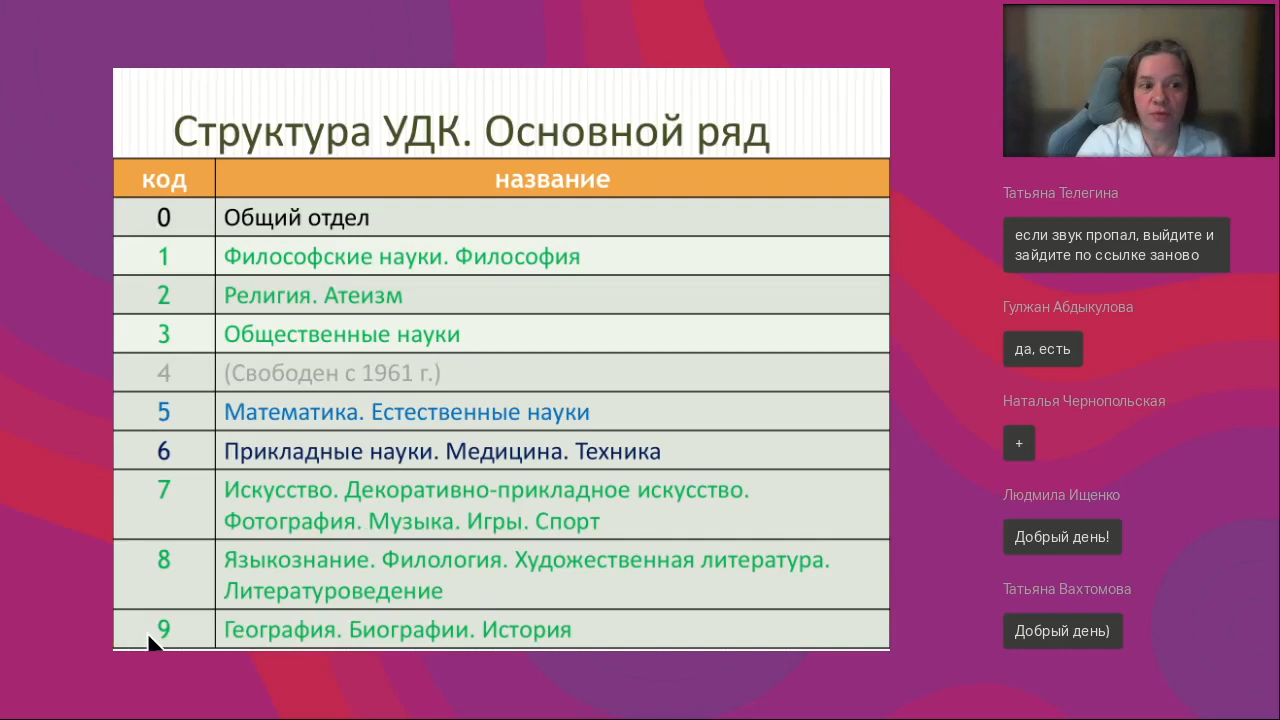 Структура УДК. Основной ряд
код название
0 Общий отдел
1 Философские науки. Философия
2 Религия. Атеизм
3 Общественные науки
4 (Свободен с 1961 г.)
5 Математика. Естественные науки
6 Прикладные науки. Медицина. Техника
7 Искусство. Декоративно-прикладное искусство.
Фотография. Музыка. Игры. Спорт
8 Языкознание. Филология. Художественная литература.
Литературоведение
9 География. Биографии. История
Татьяна Телегина
если звук пропал, выйдите и
зайдите по ссылке заново
Гулжан Абдыкулова
да, есть
Наталья Чернопольская
+
Людмила Ищенко
Добрый день!
Татьяна Вахтомова
Добрый день)